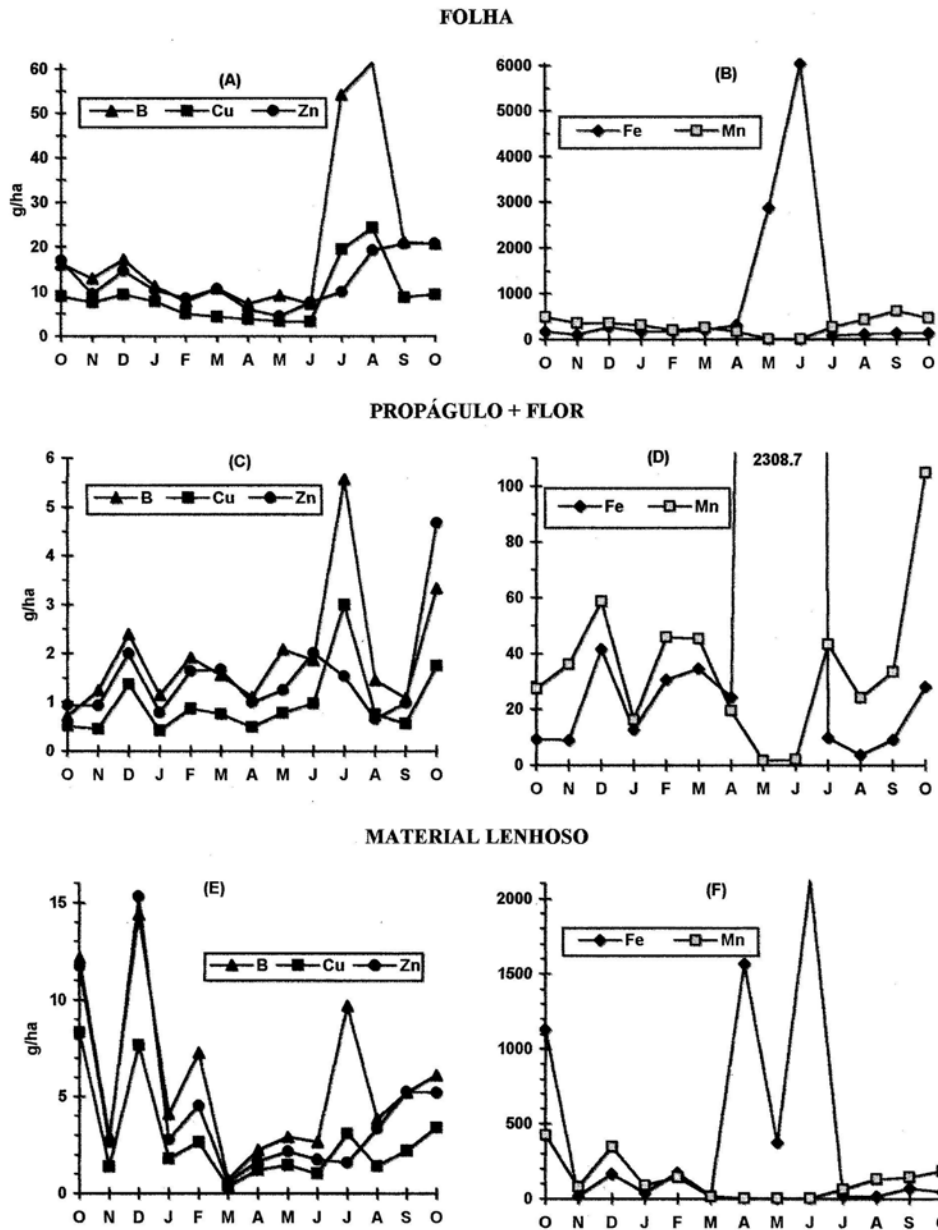 FOLHA
(A)
B Cu Zn
g/ha
60
50
40
30
20
10
0
O N D J F M A M J J A S O
(B)
Fe Mn
6000
5000
4000
3000
2000
1000
0
O N D J F M A M J J A S O
PROPÁGULO + FLOR
(C)
B Cu Zn
g/ha
6
5
4
3
2
1
0
O N D J F M A M J J A S O
(D)
2308.7
Fe Mn
100
80
60
40
20
0
O N D J F M A M J J A S O
MATERIAL LENHOSO
(E)
B Cu Zn
g/ha
15
10
5
0
O N D J F M A M J J A S O
(F)
Fe Mn
2000
1500
1000
500
0
O N D J F M A M J J A S